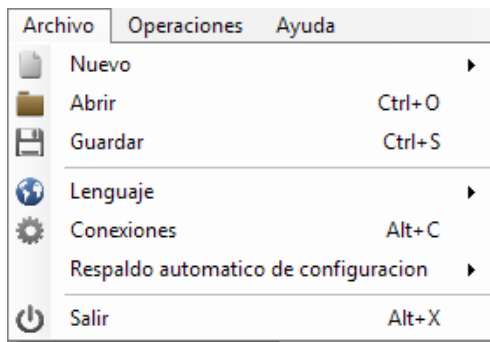 Archivo Operaciones Ayuda
Nuevo
Abrir Ctrl+O
Guardar Ctrl+S
Lenguaje
Conexiones Alt+C
Respaldo automatico de configuracion
Salir Alt+X